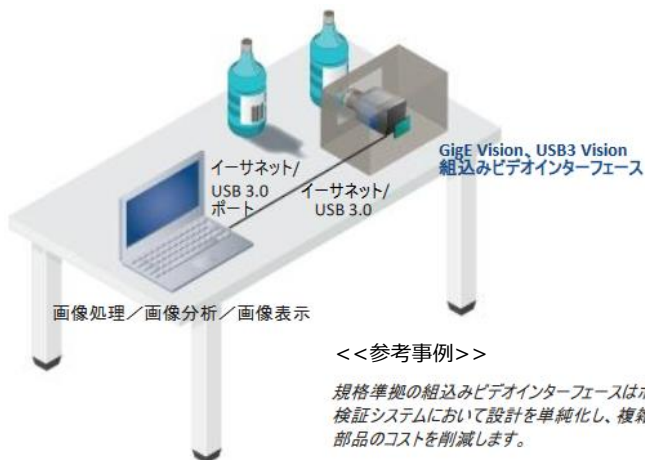 GigE Vision、USB3 Vision
組込みビデオインターフェース
イーサネット/
USB 3.0
ポート
イーサネット/
USB 3.0
画像処理／画像分析／画像表示
<<参考事例>>
規格準拠の組込みビデオインターフェースは
検証システムにおいて設計を単純化し、複
部品のコストを削減します。